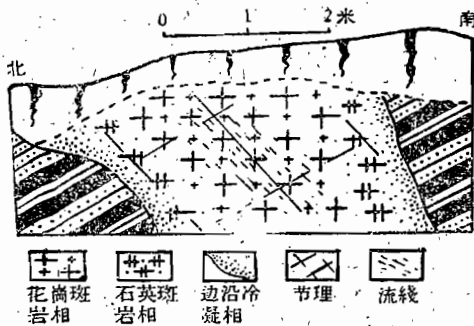 0 1 2米
北 南
花崗斑岩相
石英斑岩相
边沿冷凝相
节理
流綫